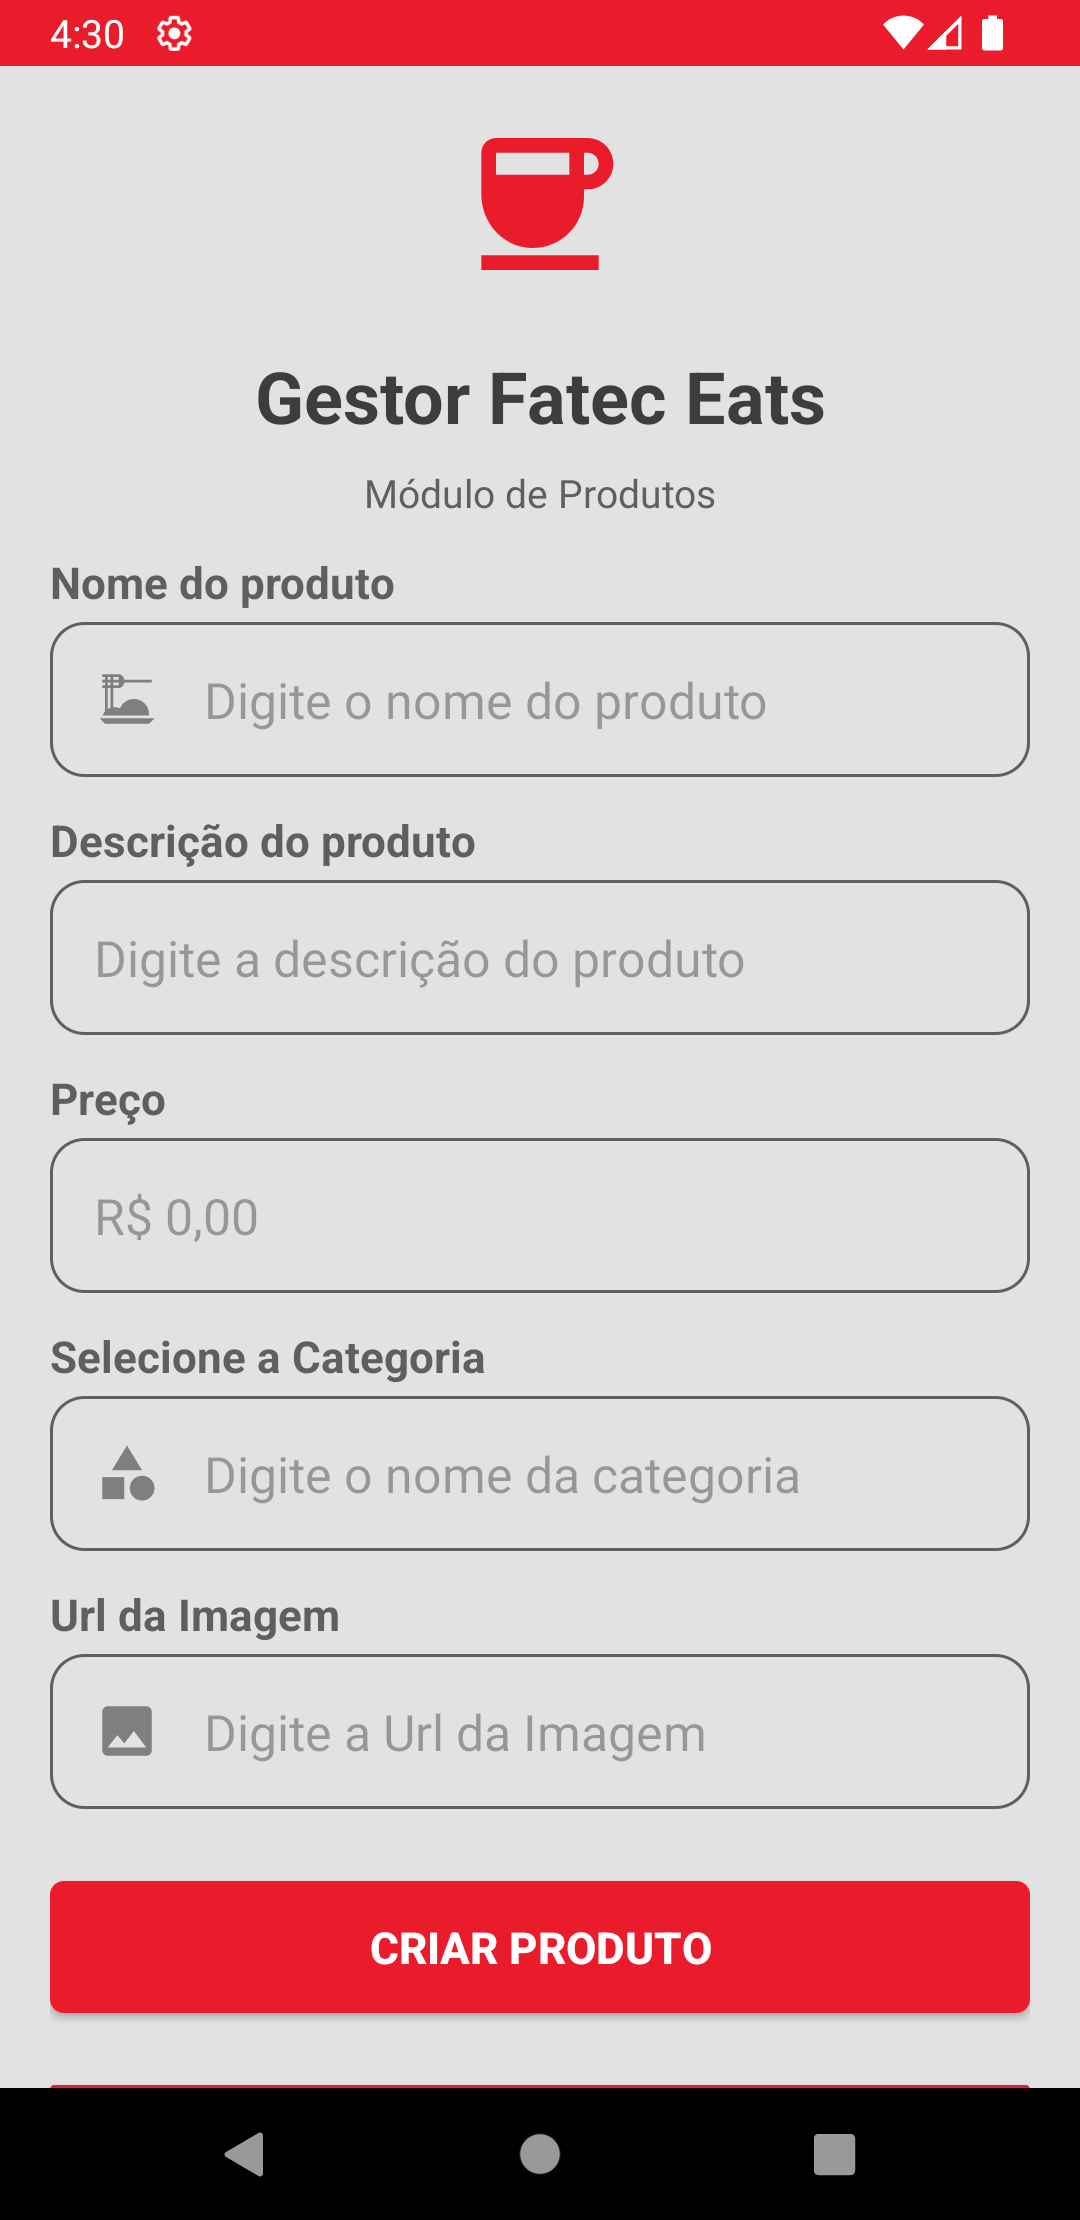 4:30
Gestor Fatec Eats
Módulo de Produtos
Nome do produto
Digite o nome do produto
Descrição do produto
Digite a descrição do produto
Preço
R$ 0,00
Selecione a Categoria
Digite o nome da categoria
Url da Imagem
Digite a Url da Imagem
CRIAR PRODUTO